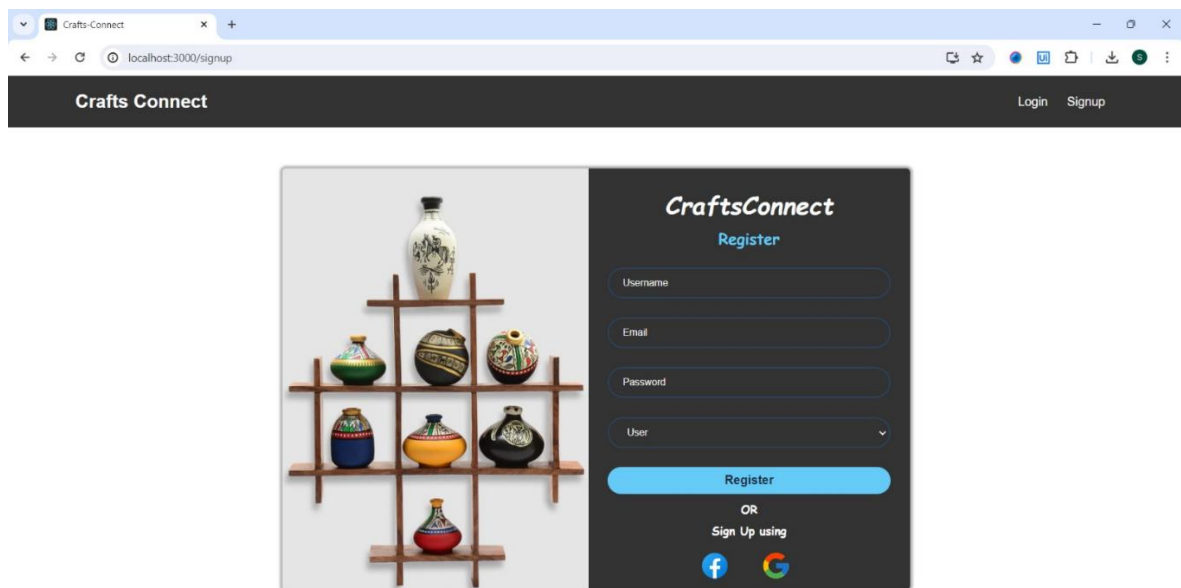 Crafts-Connect
localhost:3000/signup
S
Crafts Connect
Login Signup
CraftsConnect
Register
Username
Email
Password
User
Register
OR
Sign Up using